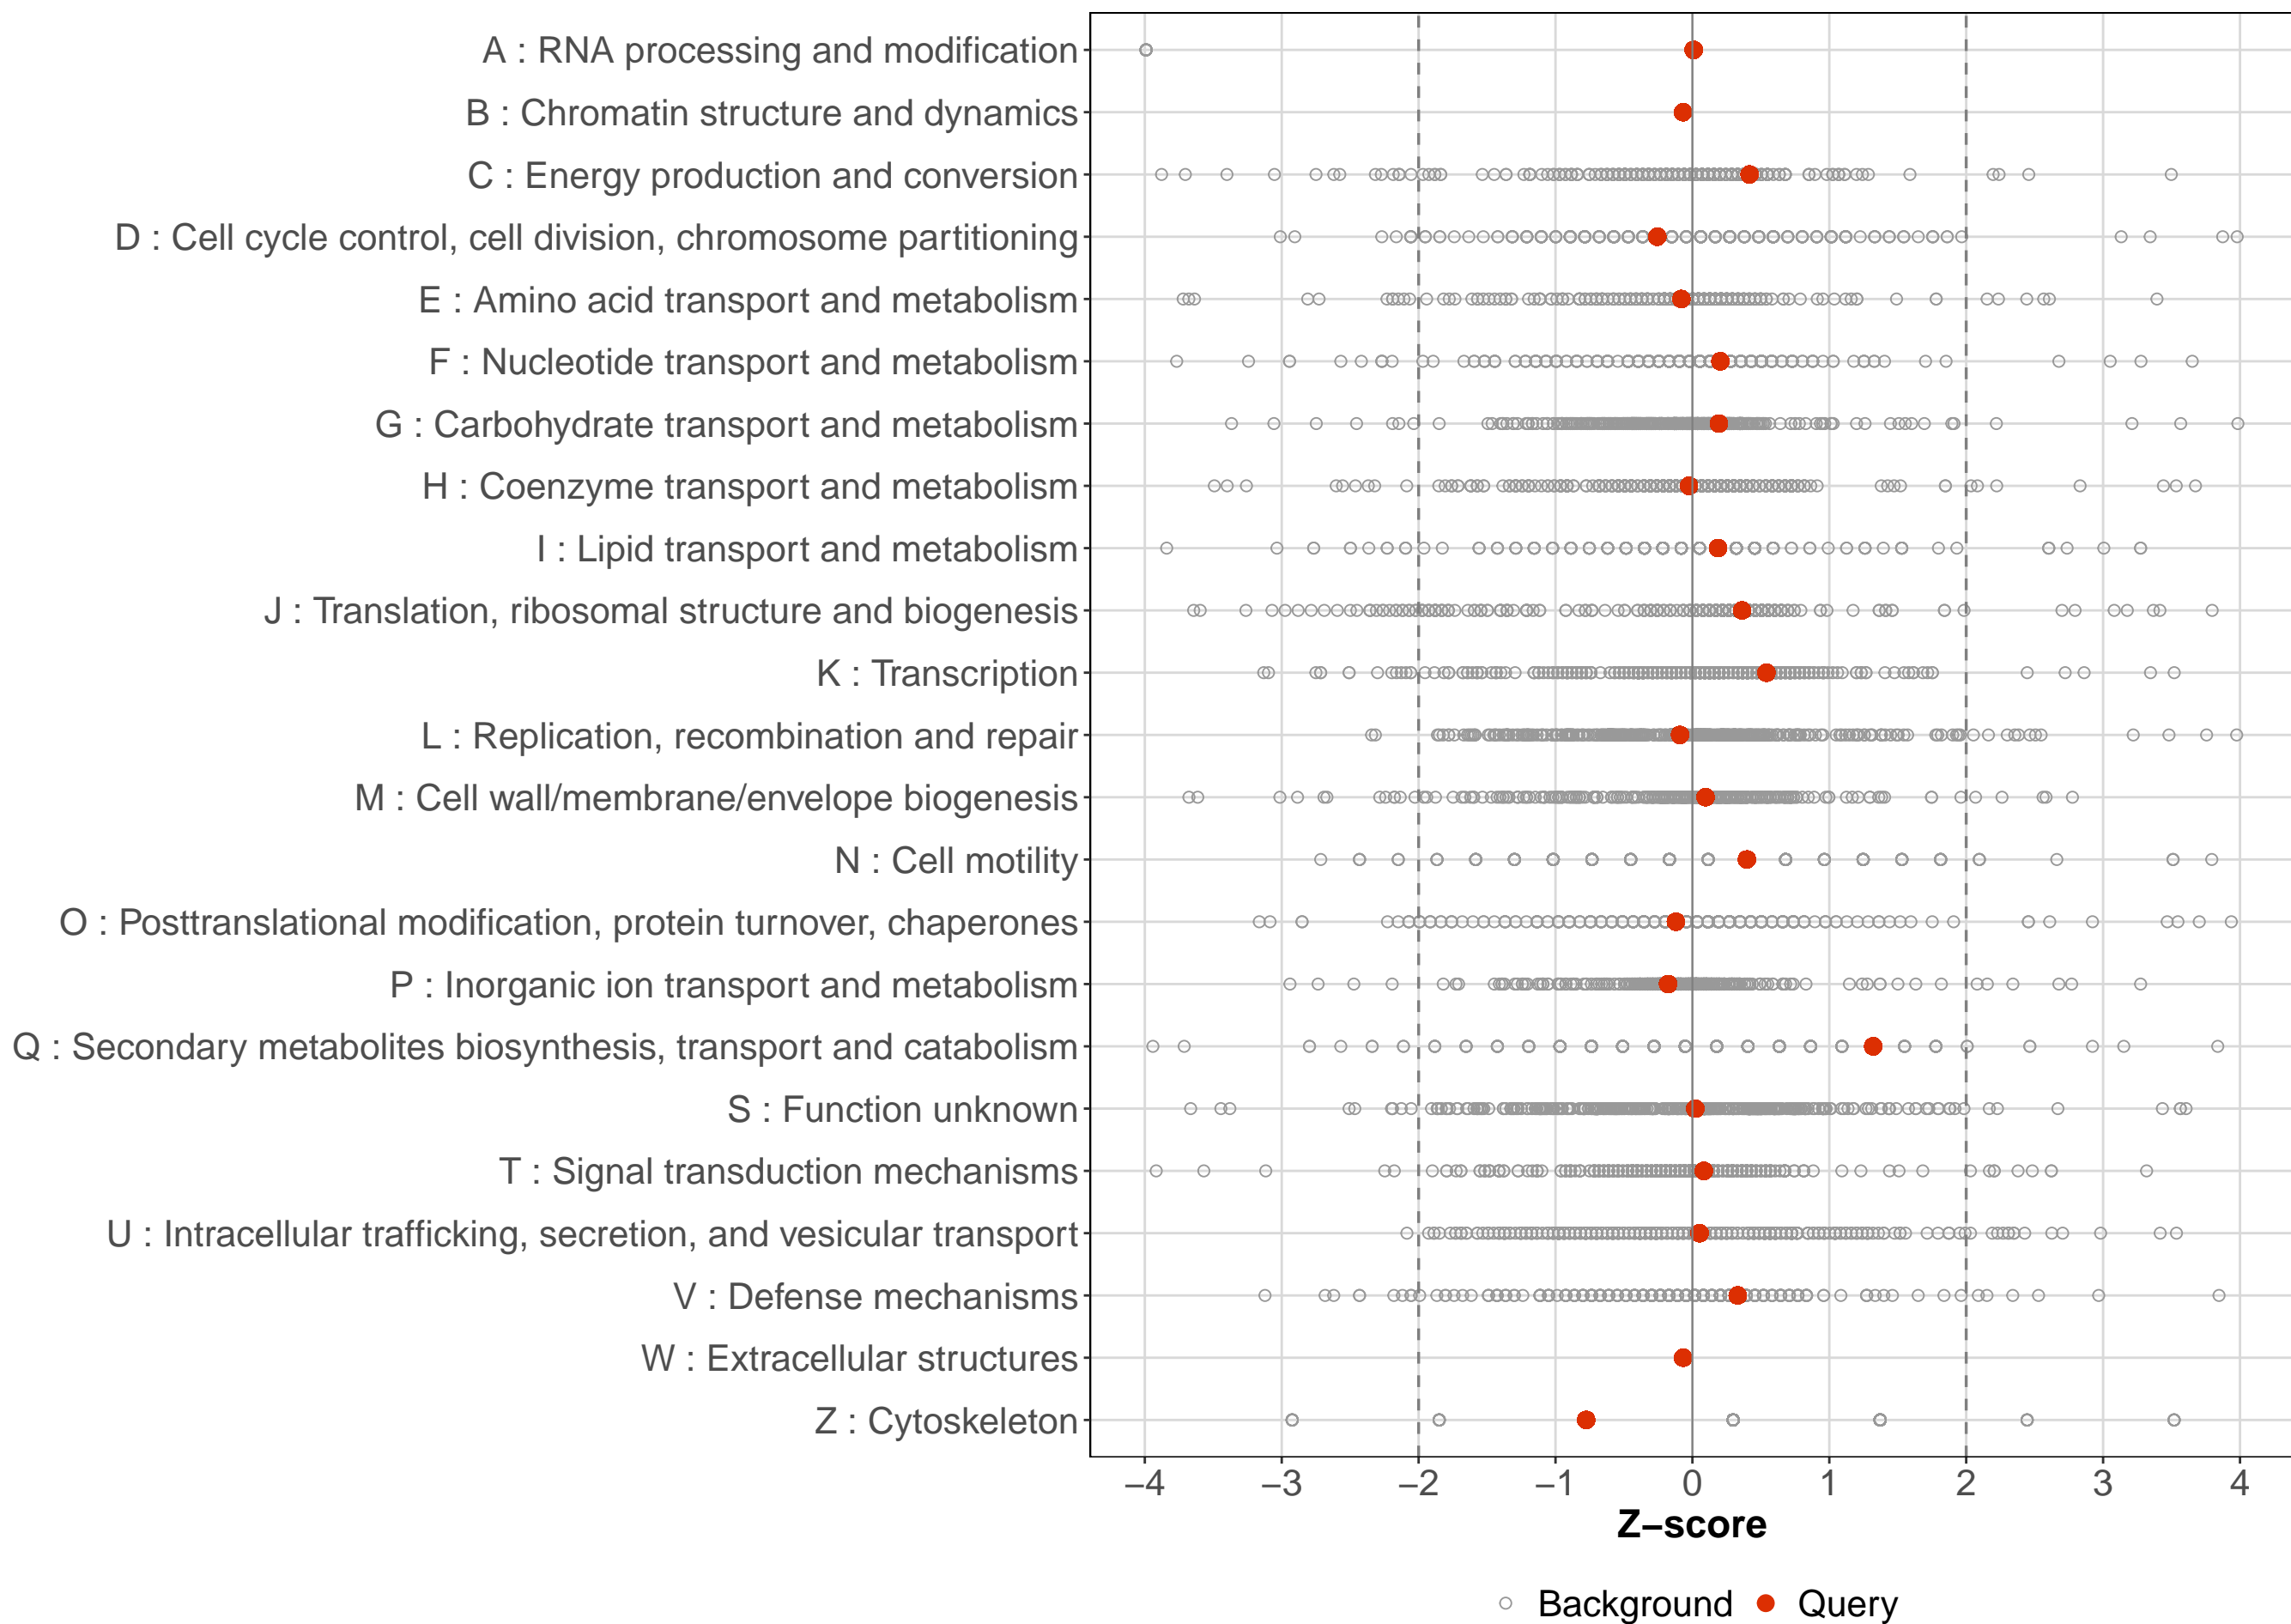 A : RNA processing and modification
B : Chromatin structure and dynamics
C : Energy production and conversion
D : Cell cycle control, cell division, chromosome partitioning
E : Amino acid transport and metabolism
F : Nucleotide transport and metabolism
G : Carbohydrate transport and metabolism
H : Coenzyme transport and metabolism
I : Lipid transport and metabolism
J : Translation, ribosomal structure and biogenesis
K : Transcription
L : Replication, recombination and repair
M : Cell wall/membrane/envelope biogenesis
N : Cell motility
O : Posttranslational modification, protein turnover, chaperones
P : Inorganic ion transport and metabolism
Q : Secondary metabolites biosynthesis, transport and catabolism
S : Function unknown
T : Signal transduction mechanisms
U : Intracellular trafficking, secretion, and vesicular transport
V : Defense mechanisms
W : Extracellular structures
Z : Cytoskeleton
−4 −3 −2 −1 0 1 2 3 4
Z−score
Background Query